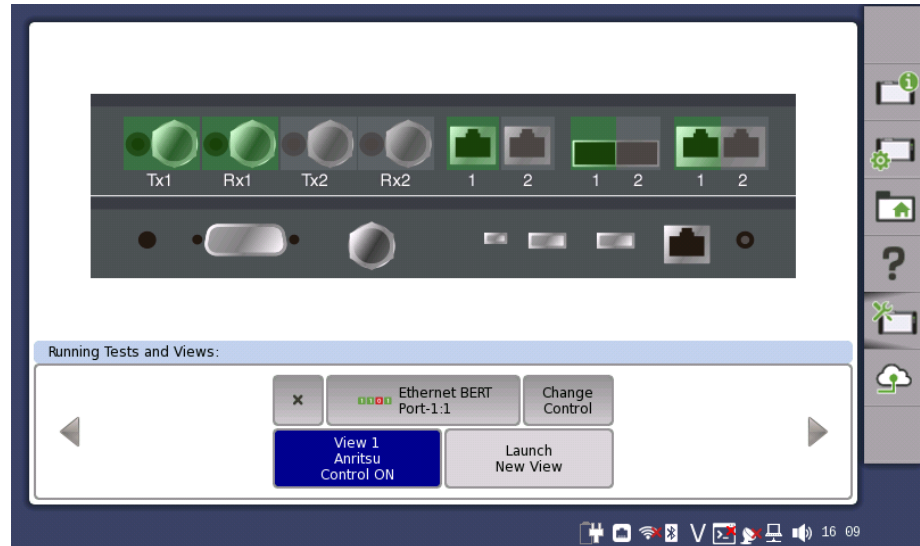 Tx1 Rx1 Tx2 Rx2 1 2 1 2 1 2
Running Tests and Views:
Ethernet BERT
Port-1:1
Change
Control
View 1
Anritsu
Control ON
Launch
New View
16 09